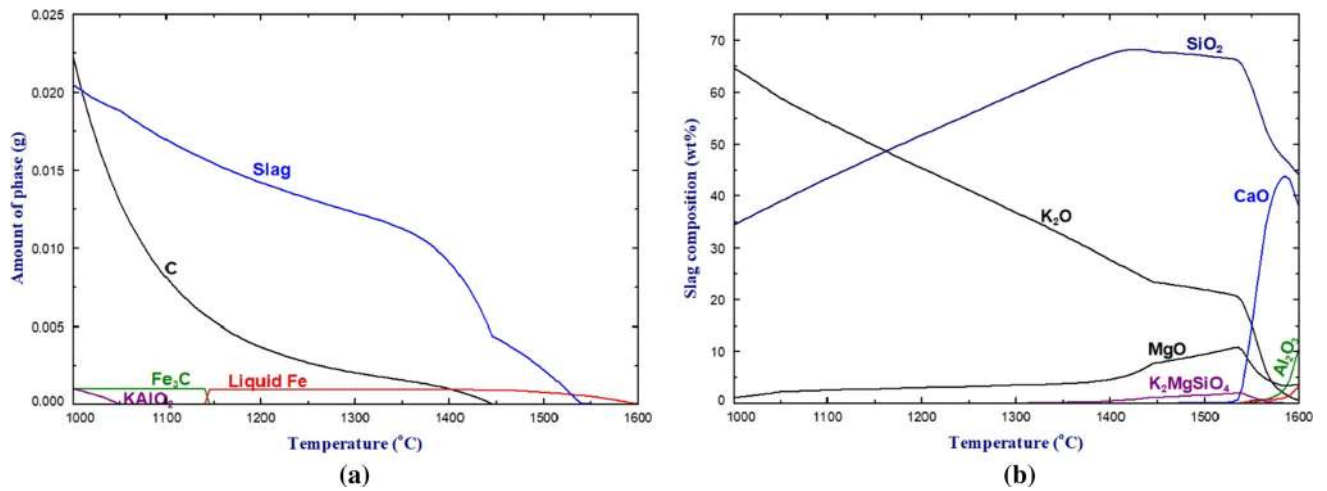 0.025
0.020
0.015
0.010
0.005
0.000
Amount of phase (g)
Slag
C
Fe₃C
Liquid Fe
KAlO₂
1000 1100 1200 1300 1400 1500 1600
Temperature (°C)
(a)
70
60
50
40
30
20
10
0
Slag composition (wt%)
SiO₂
CaO
K₂O
MgO
Al₂O₃
K₂MgSiO₄
1000 1100 1200 1300 1400 1500 1600
Temperature (°C)
(b)